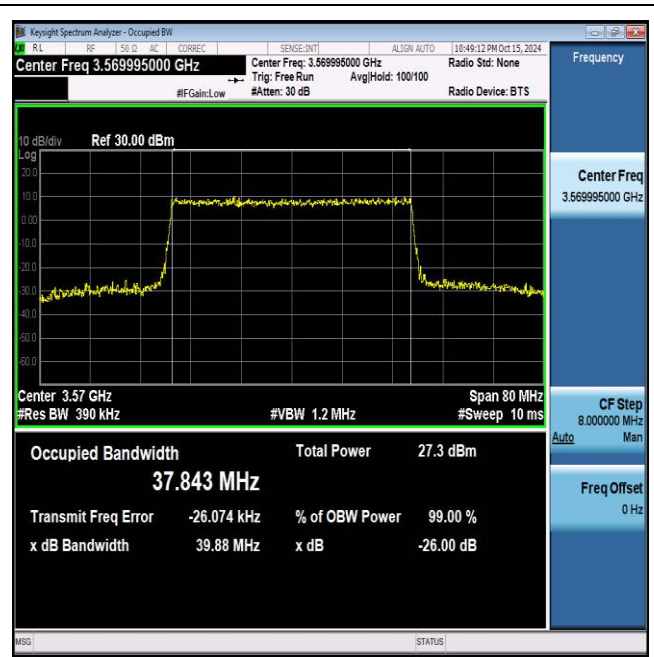 Keysight Spectrum Analyzer - Occupied BW
LXI RL RF 50 Ω AC CORREC SENSE:INT ALIGN AUTO 10:49:12 PM Oct 15, 2024
Center Freq 3.569995000 GHz
Center Freq: 3.569995000 GHz
Radio Std: None
Trig: Free Run Avg|Hold: 100/100
#IFGain:Low
#Atten: 30 dB
Radio Device: BTS
Frequency
10 dB/div Ref 30.00 dBm
Log
20.0
10.0
0.00
-10.0
-20.0
-30.0
-40.0
-50.0
-60.0
Center Freq
3.569995000 GHz
Center 3.57 GHz Span 80 MHz
#Res BW 390 kHz #VBW 1.2 MHz #Sweep 10 ms
CF Step
8.000000 MHz
Auto Man
Occupied Bandwidth Total Power 27.3 dBm
37.843 MHz
Transmit Freq Error -26.074 kHz % of OBW Power 99.00 %
x dB Bandwidth 39.88 MHz x dB -26.00 dB
Freq Offset
0 Hz
MSG STATUS